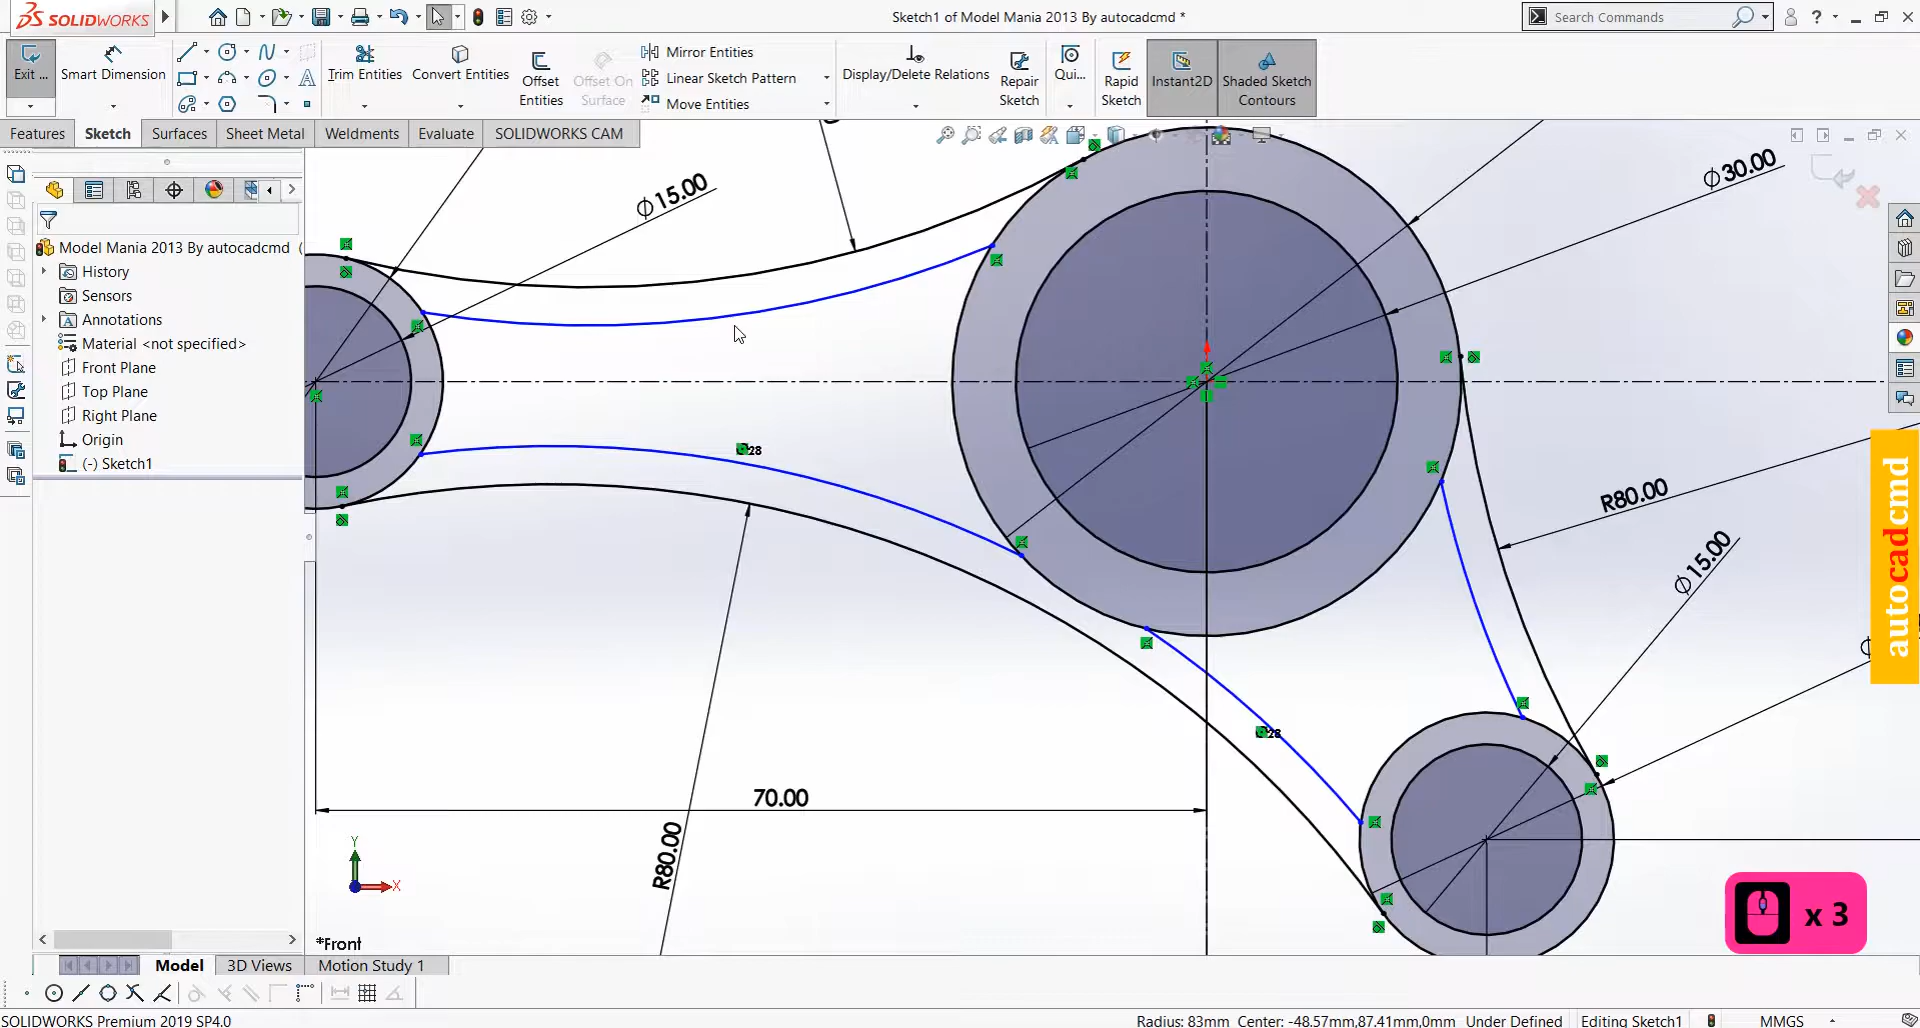 SOLIDWORKS
Sketch1 of Model Mania 2013 By autocadcmd *
Search Commands
Exit ...
Smart Dimension
Trim Entities
Convert Entities
Offset Entities
Offset On Surface
Mirror Entities
Linear Sketch Pattern
Move Entities
Display/Delete Relations
Repair Sketch
Qui...
Rapid Sketch
Instant2D
Shaded Sketch Contours
Features
Sketch
Surfaces
Sheet Metal
Weldments
Evaluate
SOLIDWORKS CAM
Model Mania 2013 By autocadcmd (
History
Sensors
Annotations
Material <not specified>
Front Plane
Top Plane
Right Plane
Origin
(-) Sketch1
∅15.00
∅30.00
R80.00
∅15.00
28
28
70.00
R80.00
Y
X
*Front
autocadcmd
x 3
Model
3D Views
Motion Study 1
SOLIDWORKS Premium 2019 SP4.0
Radius: 83mm Center: -48.57mm,87.41mm,0mm
Under Defined
Editing Sketch1
MMGS